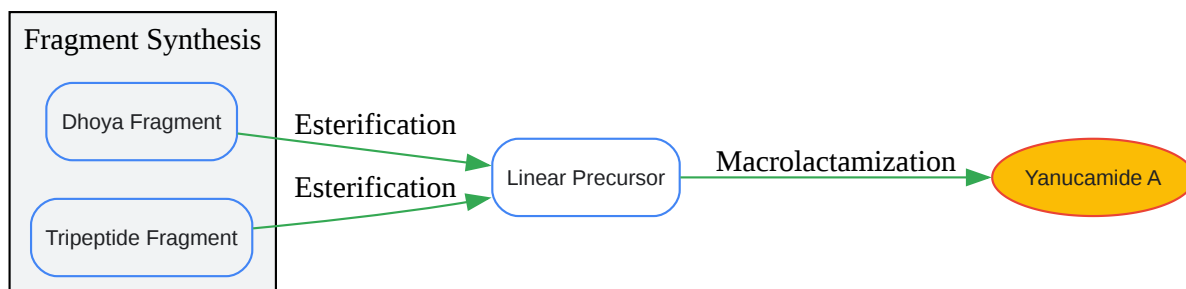 Fragment Synthesis
Dhoya Fragment
Esterification
Esterification
Tripeptide Fragment
Linear Precursor
Macrolactamization
Yanucamide A